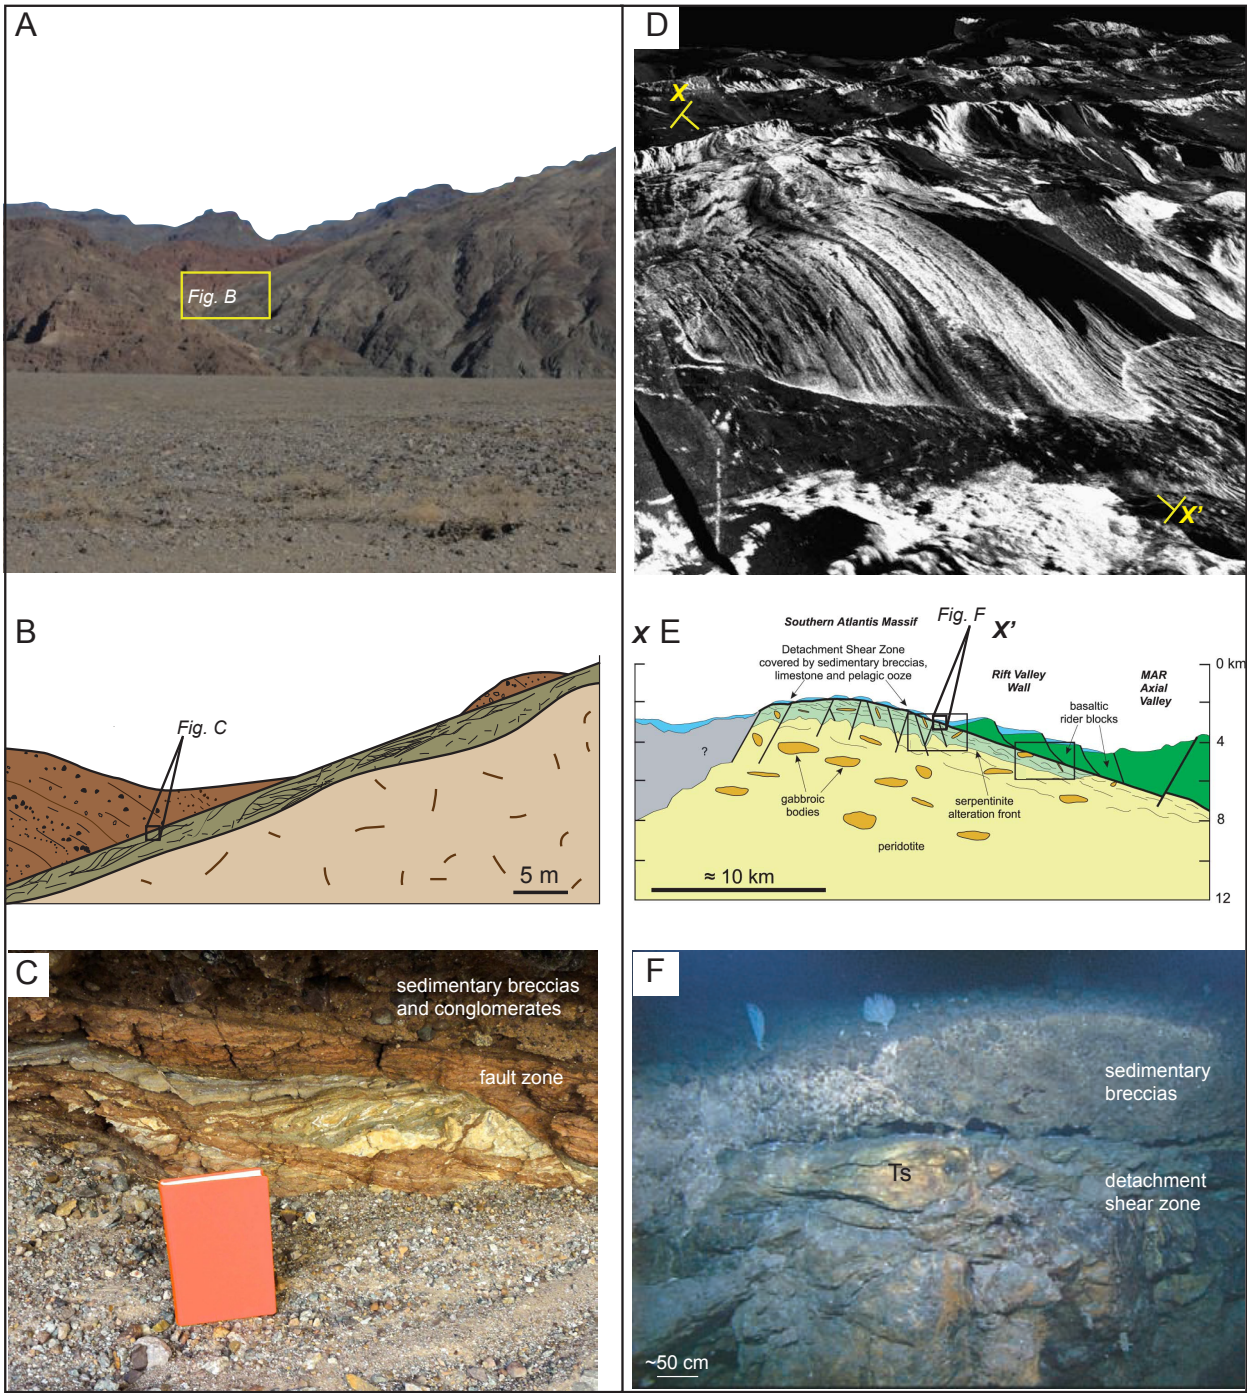 A
Fig. B
B
Fig. C
5 m
C
sedimentary breccias
and conglomerates
fault zone
D
X
X'
X E
Southern Atlantis Massif
Fig. F
X’
Detachment Shear Zone
covered by sedimentary breccias,
limestone and pelagic ooze
Rift Valley
Wall
MAR
Axial
Valley
basaltic
rider blocks
?
gabbroic
bodies
serpentinite
alteration front
peridotite
≈ 10 km
0 km
4
8
12
F
sedimentary
breccias
Ts
detachment
shear zone
~50 cm